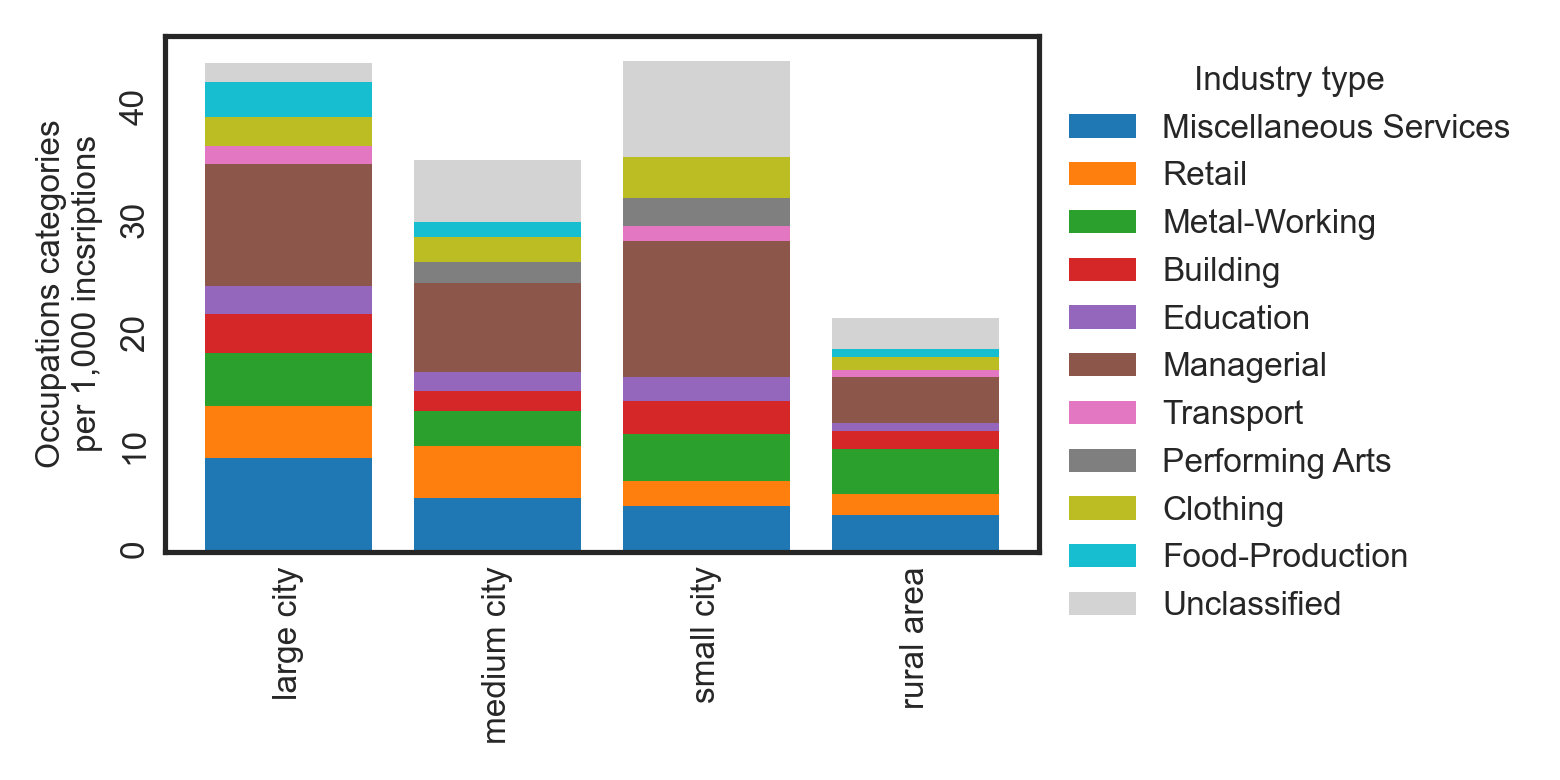 Occupations categories
per 1,000 incsriptions
40
30
20
10
0
large city
medium city
small city
rural area
Industry type
Miscellaneous Services
Retail
Metal-Working
Building
Education
Managerial
Transport
Performing Arts
Clothing
Food-Production
Unclassified